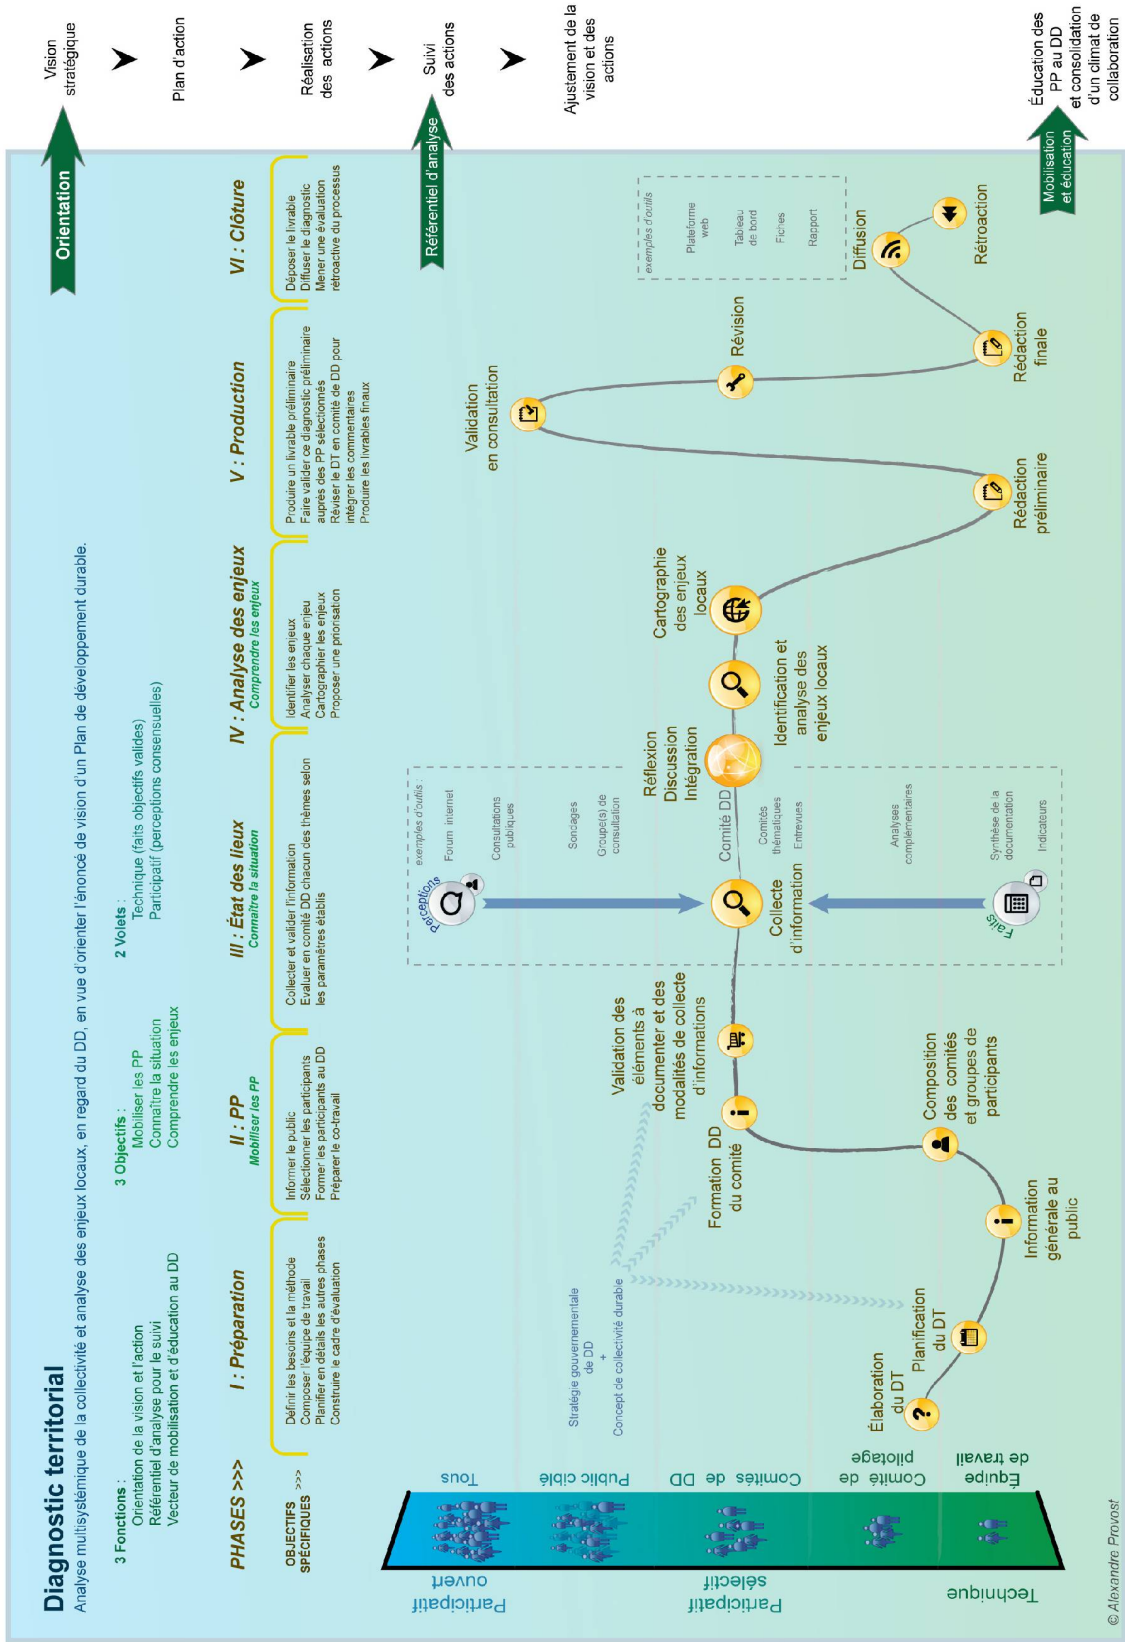 Diagnostic territorial
Analyse multisystémique de la collectivité et analyse des enjeux locaux, en regard du DD, en vue d'orienter l'énoncé de vision d'un Plan de développement durable.
3 Fonctions :
Orientation de la vision et l'action
Référentiel d'analyse pour le suivi
Vecteur de mobilisation et d'éducation au DD
3 Objectifs :
Mobiliser les PP
Connaître la situation
Comprendre les enjeux
2 Volets :
Technique (faits objectifs valides)
Participatif (perceptions consensuelles)
Orientation
Vision
stratégique
Plan d'action
Réalisation
des actions
Suivi
des actions
Ajustement de la
vision et des
actions
PHASES >>>
I : Préparation
II : PP
Mobiliser les PP
III : État des lieux
Connaître la situation
IV : Analyse des enjeux
Comprendre les enjeux
V : Production
VI : Clôture
OBJECTIFS
SPÉCIFIQUES >>>
Définir les besoins et la méthode
Composer l'équipe de travail
Planifier en détails les autres phases
Construire le cadre d'évaluation
Informer le public
Sélectionner les participants
Former les participants au DD
Préparer le co-travail
Collecter et valider l'information
Evaluer en comité DD chacun des thèmes selon
les paramètres établis
Identifier les enjeux
Analyser chaque enjeu
Cartographier les enjeux
Proposer une priorisation
Produire un livrable préliminaire
Faire valider ce diagnostic préliminaire
auprès des PP sélectionnés
Réviser le DT en comité de DD pour
intégrer les commentaires
Produire les livrables finaux
Déposer le livrable
Diffuser le diagnostic
Mener une évaluation
rétroactive du processus
Référentiel d'analyse
Participatif
ouvert
Tous
Public ciblé
Participatif
sélectif
Comités de DD
Comité de
pilotage
Technique
Équipe
de travail
Stratégie gouvernementale
de DD
+
Concept de collectivité durable
Élaboration
du DT
Planification
du DT
Information
générale au
public
Composition
des comités
et groupes de
participants
Formation DD
du comité
Validation des
éléments à
documenter et des
modalités de collecte
d'informations
Perceptions
exemples d'outils :
Forum internet
Consultations
publiques
Sondages
Groupe(s) de
consultation
Comité DD
Comités
thématiques
Entrevues
Analyses
complémentaires
Synthèse de la
documentation
Indicateurs
Collecte
d'information
Faits
Réflexion
Discussion
Intégration
Identification et
analyse des
enjeux locaux
Cartographie
des enjeux
locaux
Rédaction
préliminaire
Validation
en consultation
Révision
Rédaction
finale
exemples d'outils
Plateforme
web
Tableau
de bord
Fiches
Rapport
Diffusion
Rétroaction
Mobilisation
et éducation
Éducation des
PP au DD
et consolidation
d'un climat de
collaboration
© Alexandre Provost